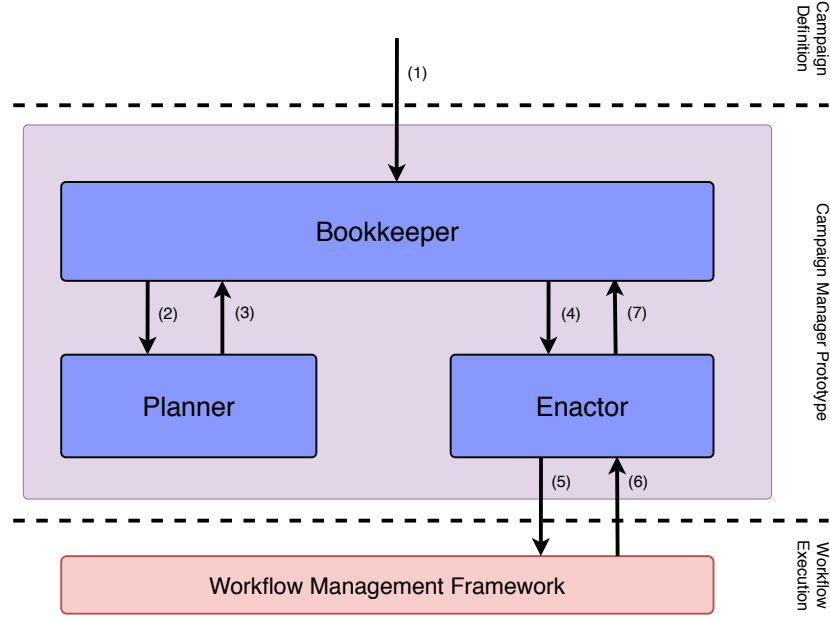 Campaign
Definition
(1)
Campaign Manager Prototype
Bookkeeper
(2)
(3)
(4)
(7)
Planner
Enactor
(5)
(6)
Workflow
Execution
Workflow Management Framework